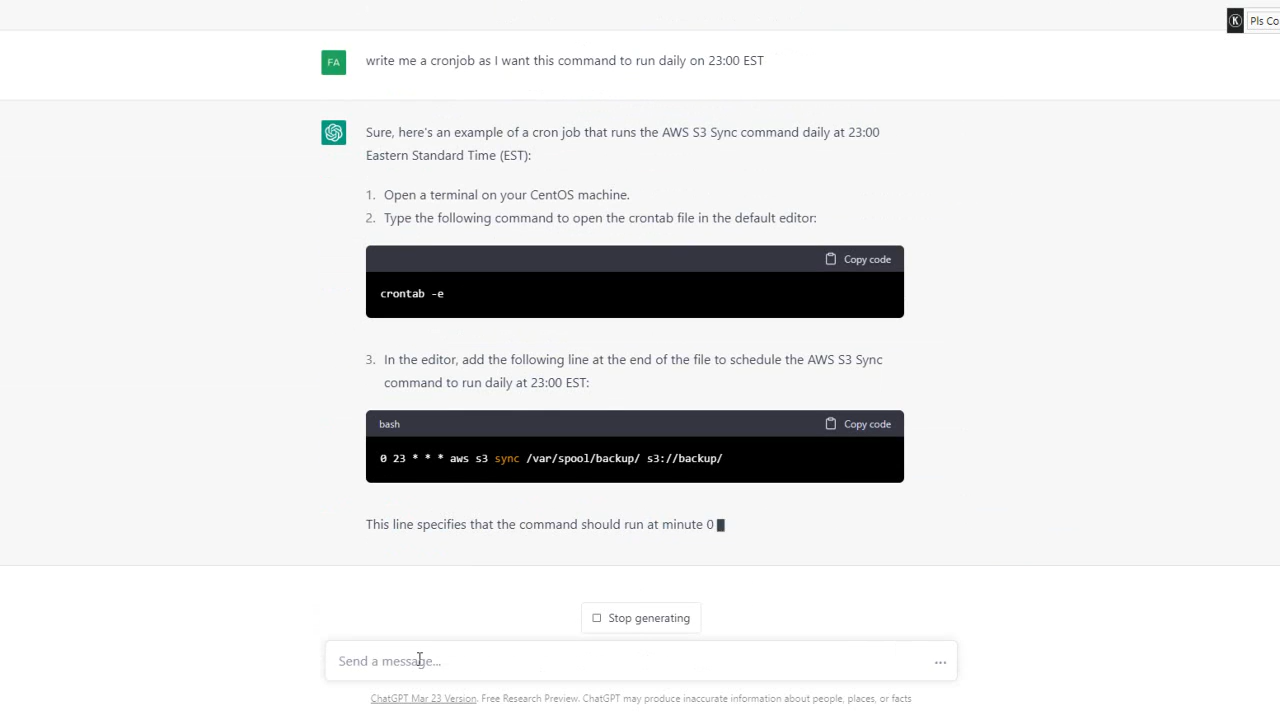 Pls Co
FA
write me a cronjob as I want this command to run daily on 23:00 EST
Sure, here's an example of a cron job that runs the AWS S3 Sync command daily at 23:00
Eastern Standard Time (EST):
1. Open a terminal on your CentOS machine.
2. Type the following command to open the crontab file in the default editor:
Copy code
crontab -e
3. In the editor, add the following line at the end of the file to schedule the AWS S3 Sync
command to run daily at 23:00 EST:
bash Copy code
0 23 * * * aws s3 sync /var/spool/backup/ s3://backup/
This line specifies that the command should run at minute 0
Stop generating
Send a message...
ChatGPT Mar 23 Version. Free Research Preview. ChatGPT may produce inaccurate information about people, places, or facts